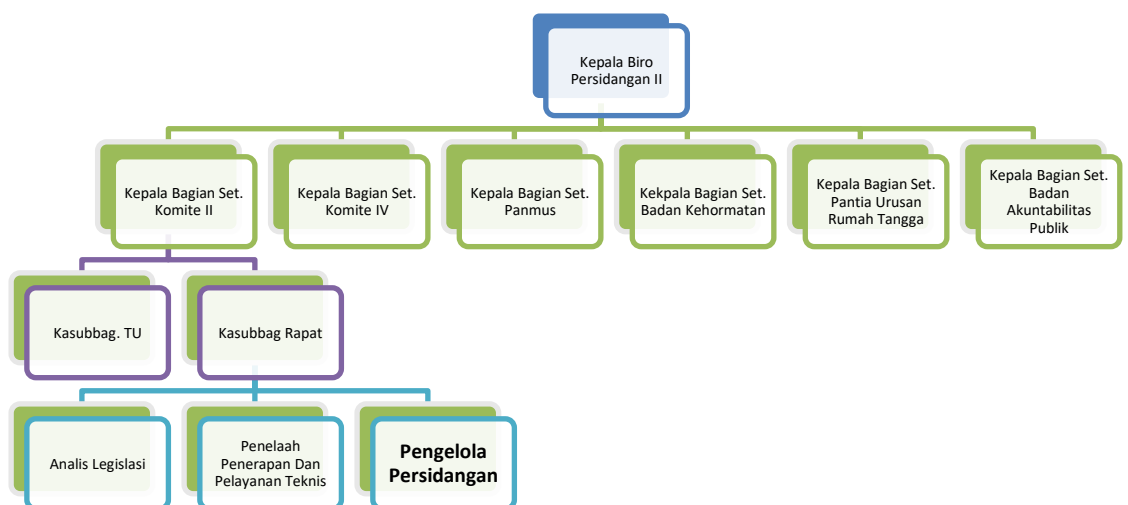 Kepala Biro
Persidangan II
Kepala Bagian Set.
Komite II
Kepala Bagian Set.
Komite IV
Kepala Bagian Set.
Panmus
Kekpala Bagian Set.
Badan Kehormatan
Kepala Bagian Set.
Pantia Urusan
Rumah Tangga
Kepala Bagian Set.
Badan
Akuntabilitas
Publik
Kasubbag. TU
Kasubbag Rapat
Analis Legislasi
Penelaah
Penerapan Dan
Pelayanan Teknis
Pengelola
Persidangan